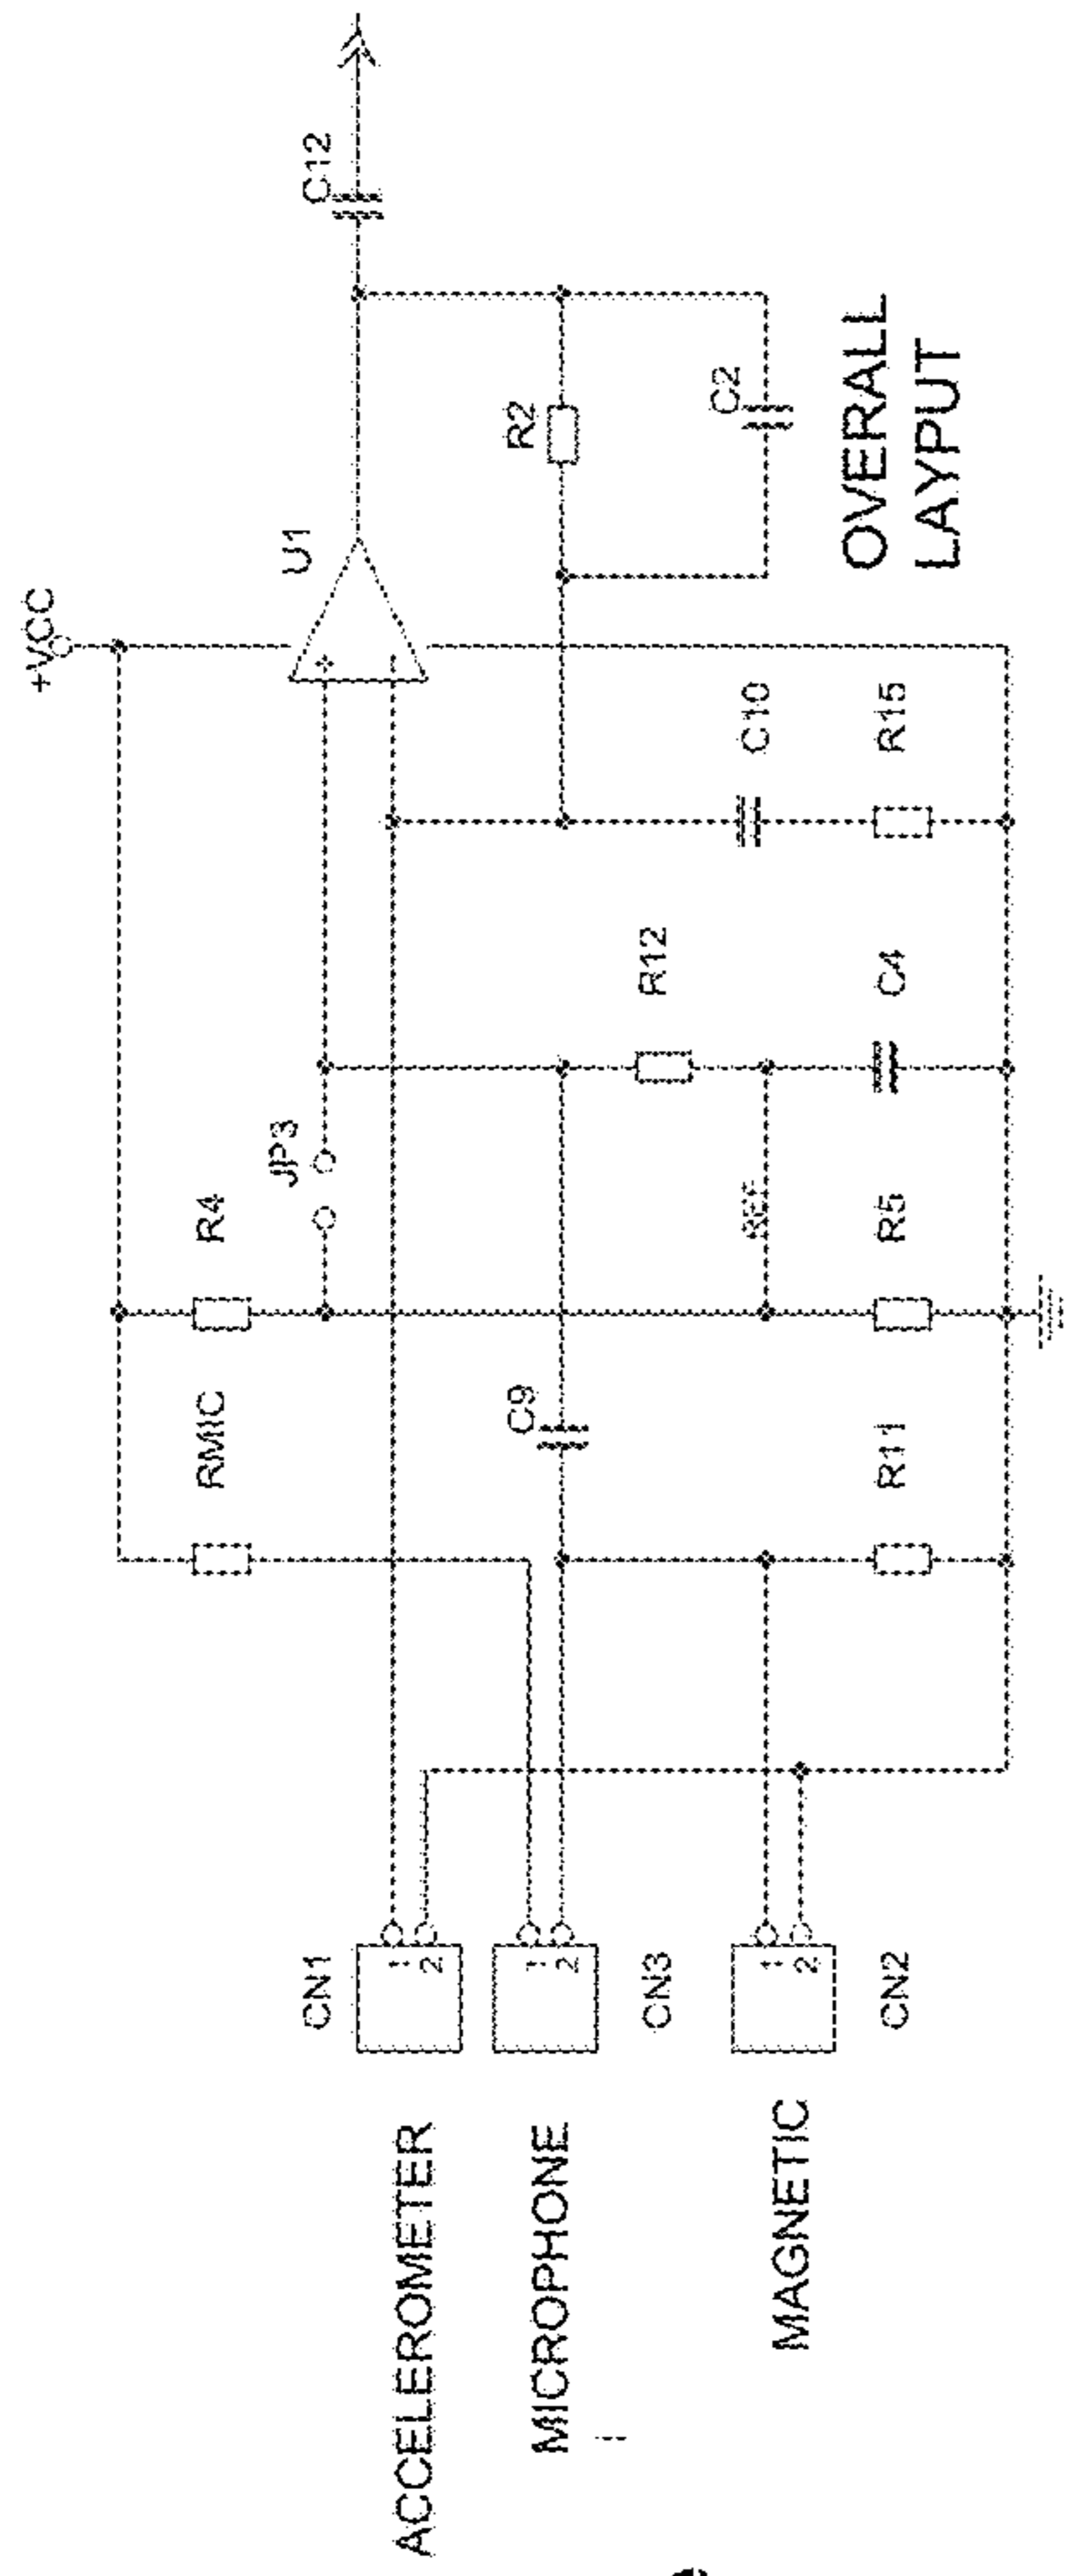 +VCC
RMIC
R4
JP3
U1
C12
CN1
ACCELEROMETER
1
2
MICROPHONE
1
2
CN3
C9
R12
R2
C2
REF
C10
MAGNETIC
1
2
CN2
R11
R5
C4
R15
OVERALL
LAYPUT